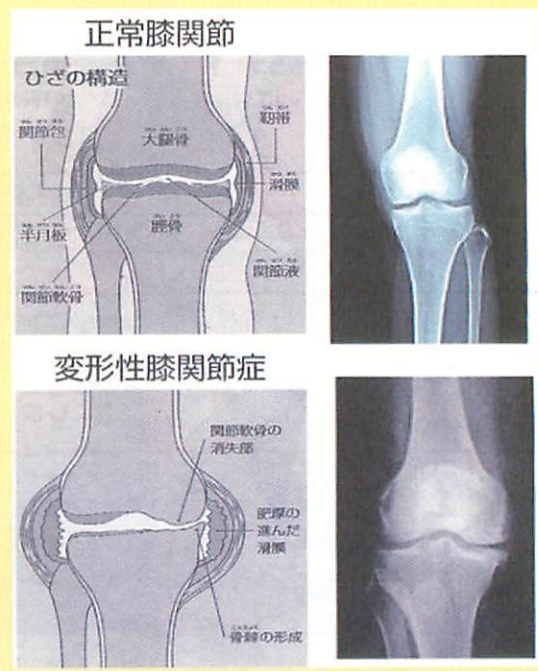 正常膝関節
ひざの構造
関節包
大腿骨
靭帯
滑膜
半月板
脛骨
関節液
関節軟骨
変形性膝関節症
関節軟骨の
消失部
肥厚の
進んだ
滑膜
骨棘の形成